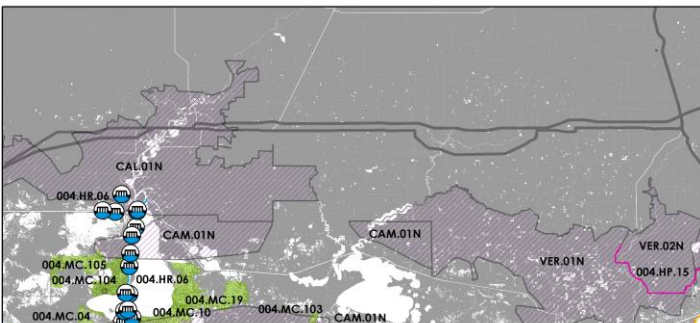 CAL.01N
004.HR.06
CAM.01N
CAM.01N
VER.02N
VER.01N
004.HP.15
004.MC.105
004.MC.104
004.HR.06
004.MC.19
004.MC.10
004.MC.103
004.MC.04
CAM.01N